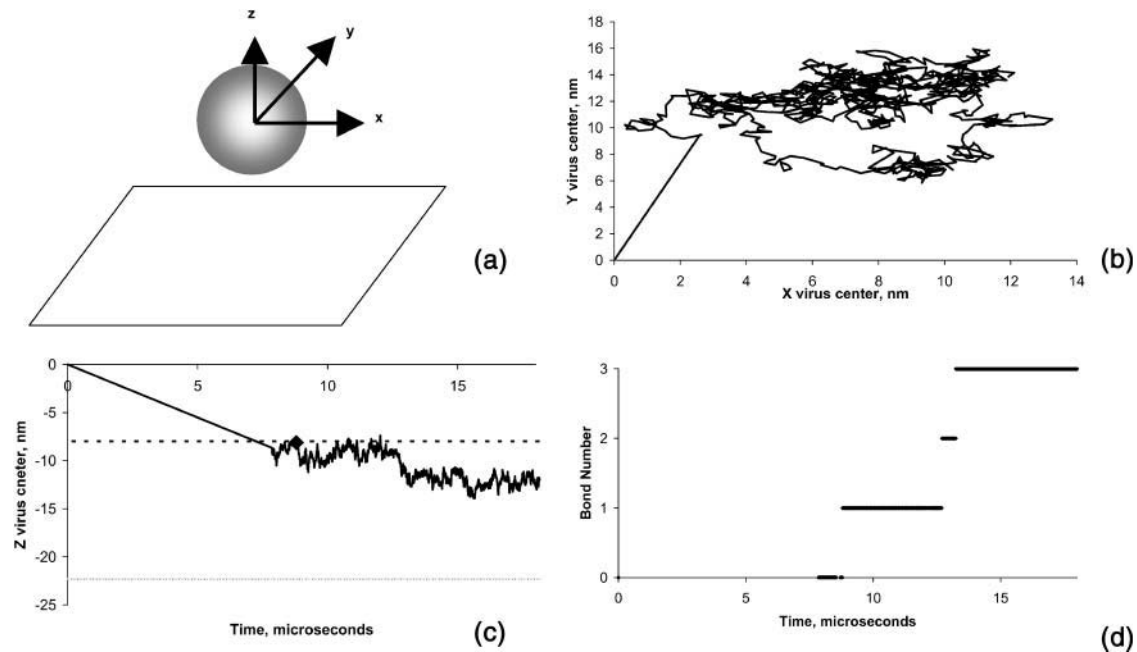 z
y
x
(a)
18
16
14
12
10
8
6
4
2
0
Y virus center, nm
0 2 4 6 8 10 12 14
X virus center, nm
(b)
0
-5
-10
-15
-20
-25
Z virus cneter, nm
0 5 10 15
Time, microseconds
(c)
3
2
1
0
Bond Number
0 5 10 15
Time, microseconds
(d)